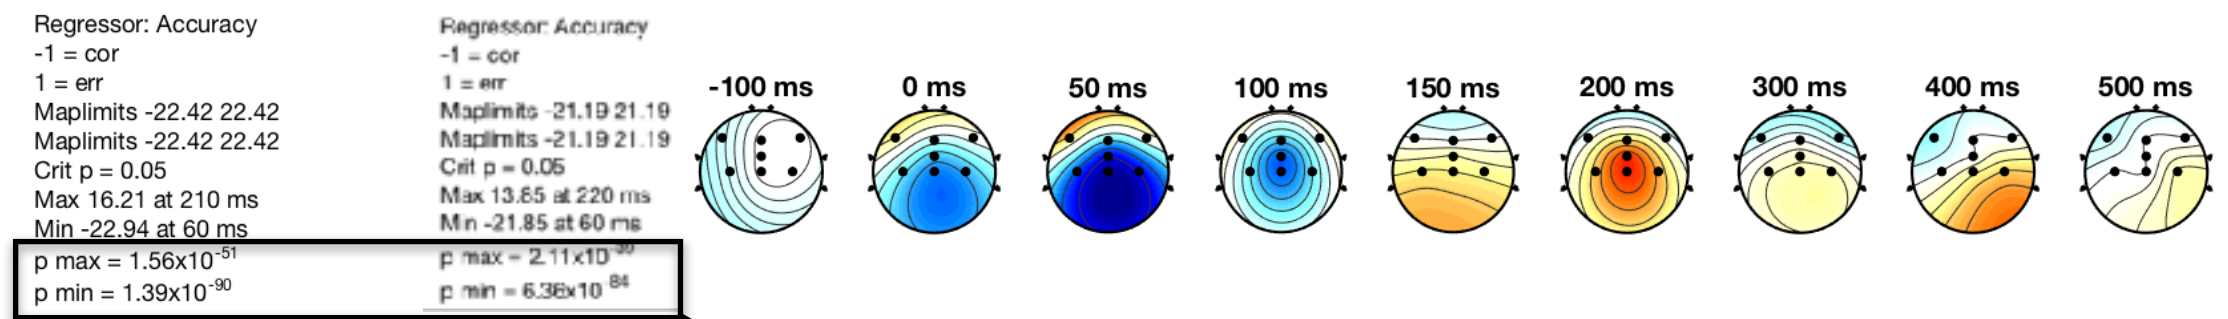 Regressor: Accuracy
-1 = cor
1 = err
Maplimits -22.42 22.42
Maplimits -22.42 22.42
Crit p = 0.05
Max 16.21 at 210 ms
Min -22.94 at 60 ms
p max = 1.56x10-51
p min = 1.39x10-90
Regressor: Accuracy
-1 = cor
1 = err
Maplimits -21.19 21.19
Maplimits -21.19 21.19
Crit p = 0.05
Max 13.85 at 220 ms
Min -21.85 at 60 ms
p max = 2.11x10
p min = 6.36x10-84
-100 ms
0 ms
50 ms
100 ms
150 ms
200 ms
300 ms
400 ms
500 ms